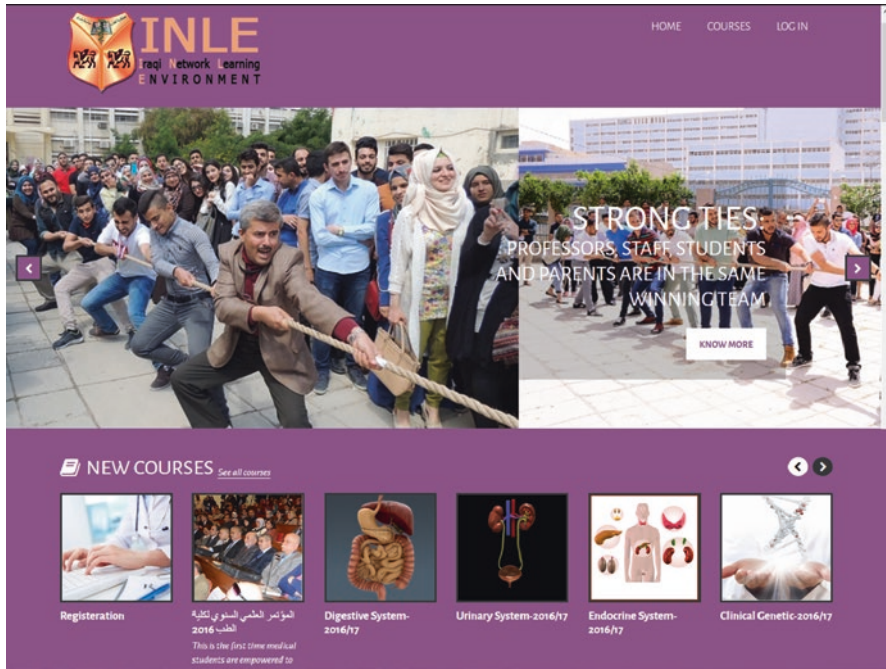 INLE
Iraqi Network Learning
ENVIRONMENT
HOME COURSES LOG IN
STRONG TIES
PROFESSORS, STAFF STUDENTS
AND PARENTS ARE IN THE SAME
WINNING TEAM
KNOW MORE
NEW COURSES See all courses
Registeration
المؤتمر العلمي السنوي لكلية
الطب 2016
This is the first time medical
students are empowered to
Digestive System-
2016/17
Urinary System-2016/17
Endocrine System-
2016/17
Clinical Genetic-2016/17